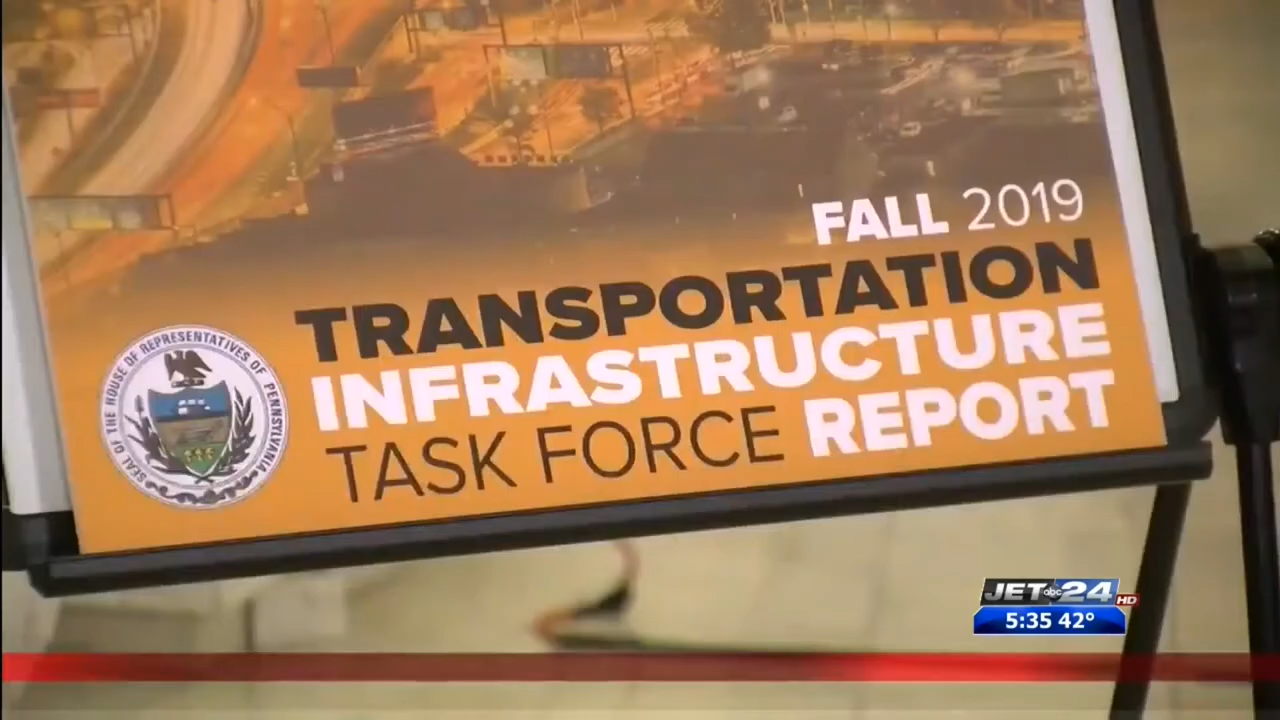 FALL 2019
TRANSPORTATION
INFRASTRUCTURE
TASK FORCE REPORT
SEAL OF THE HOUSE OF REPRESENTATIVES OF PENNSYLVANIA
JET abc 24 HD
5:35 42°